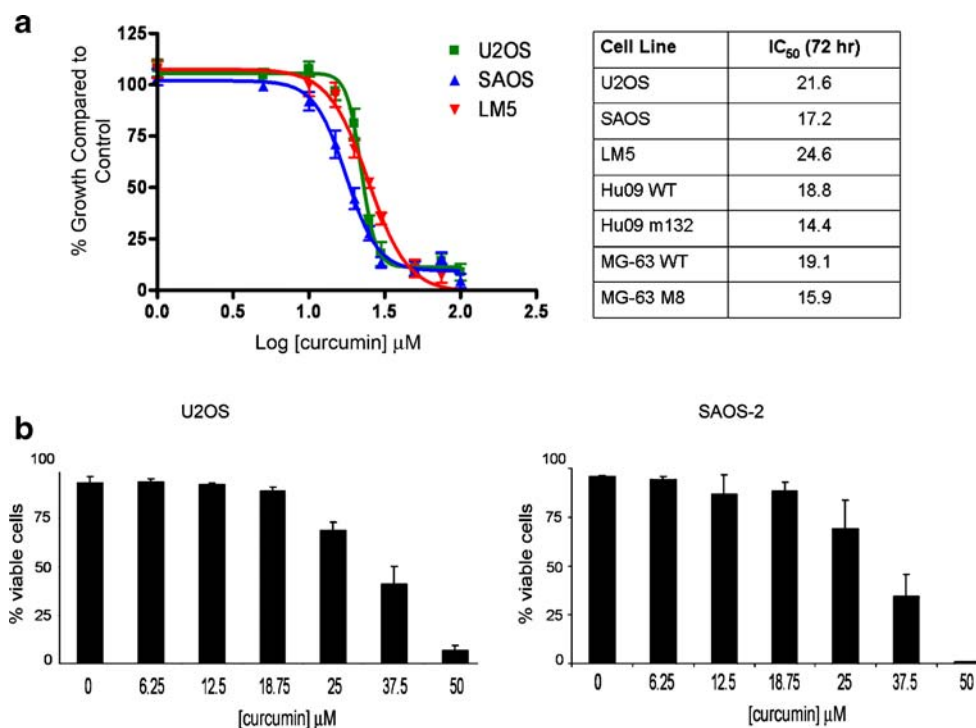 a
125
100
75
50
25
0
% Growth Compared to
Control
0.0 0.5 1.0 1.5 2.0 2.5
Log [curcumin] μM
U2OS
SAOS
LM5
Cell Line IC50 (72 hr)
U2OS 21.6
SAOS 17.2
LM5 24.6
Hu09 WT 18.8
Hu09 m132 14.4
MG-63 WT 19.1
MG-63 M8 15.9
b
U2OS
100
75
50
25
0
% viable cells
0 6.25 12.5 18.75 25 37.5 50
[curcumin] μM
SAOS-2
100
75
50
25
0
% viable cells
0 6.25 12.5 18.75 25 37.5 50
[curcumin] μM